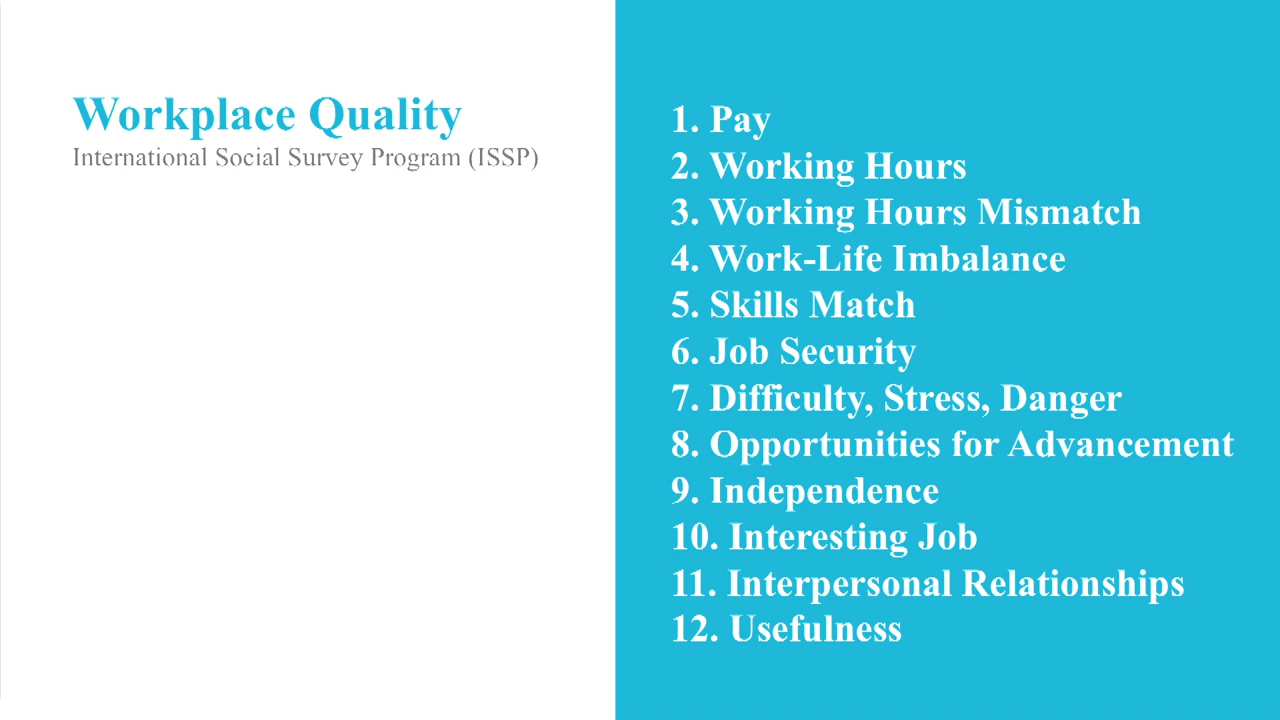 Workplace Quality
International Social Survey Program (ISSP)
1. Pay
2. Working Hours
3. Working Hours Mismatch
4. Work-Life Imbalance
5. Skills Match
6. Job Security
7. Difficulty, Stress, Danger
8. Opportunities for Advancement
9. Independence
10. Interesting Job
11. Interpersonal Relationships
12. Usefulness